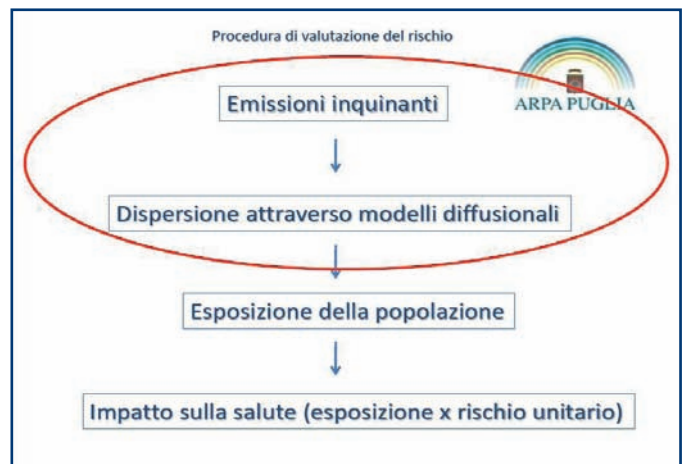 Procedura di valutazione del rischio
ARPA PUGLIA
Emissioni inquinanti
Dispersione attraverso modelli diffusionali
Esposizione della popolazione
Impatto sulla salute (esposizione x rischio unitario)